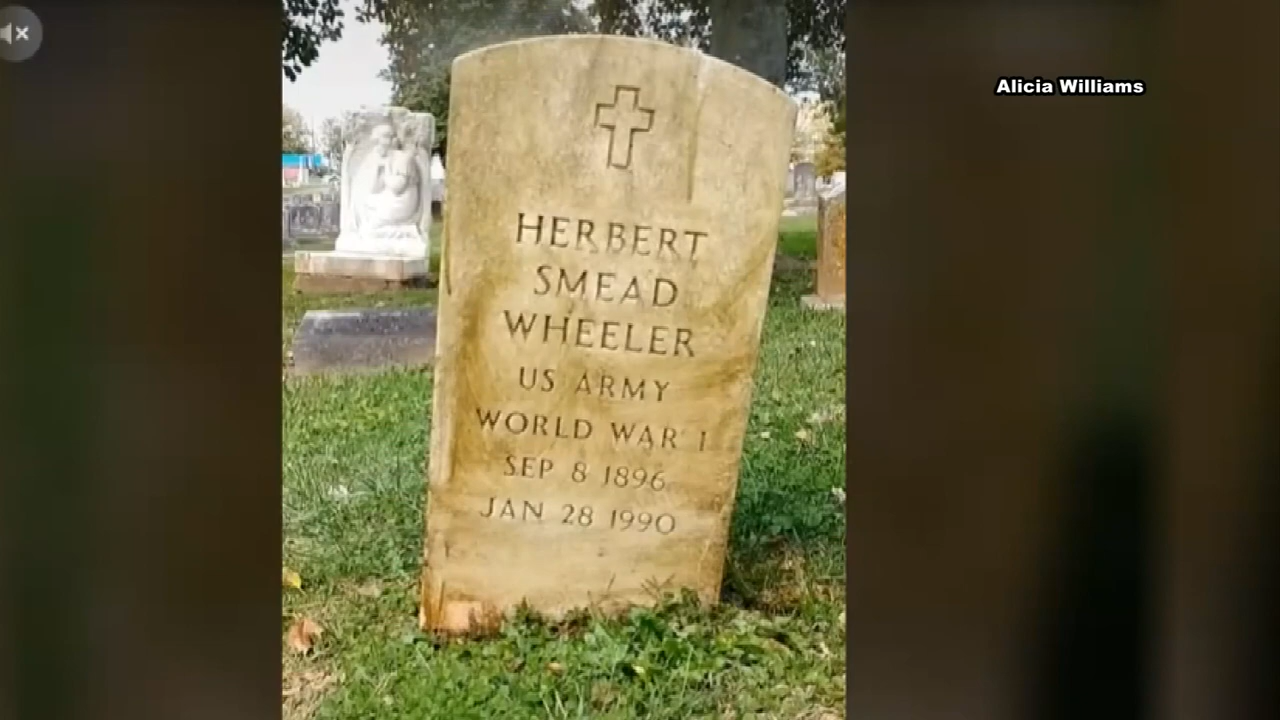 Alicia Williams
HERBERT
SMEAD
WHEELER
US ARMY
WORLD WAR I
SEP 8 1896
JAN 28 1990